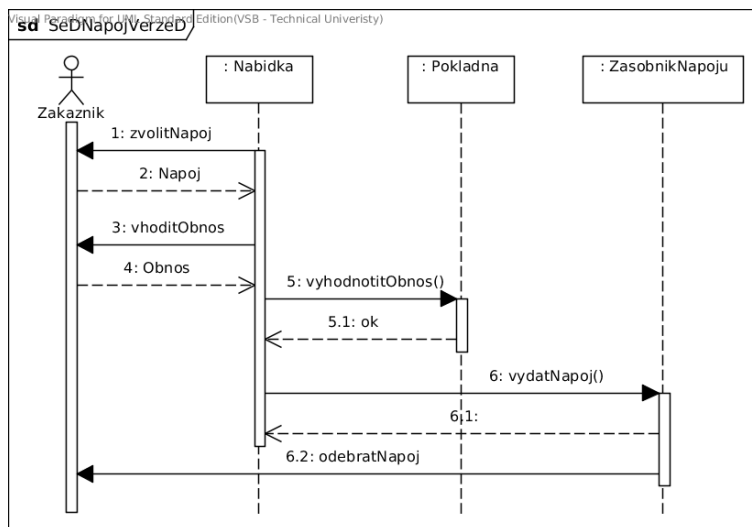 Visual Paradigm for UML Standard Edition(VSB - Technical Univeristy)
sd SeDNapojVerzeD
: Nabidka
: Pokladna
: ZasobnikNapoju
Zakaznik
1: zvolitNapoj
2: Napoj
3: vhoditObnos
4: Obnos
5: vyhodnotitObnos()
5.1: ok
6: vydatNapoj()
6.1:
6.2: odebratNapoj